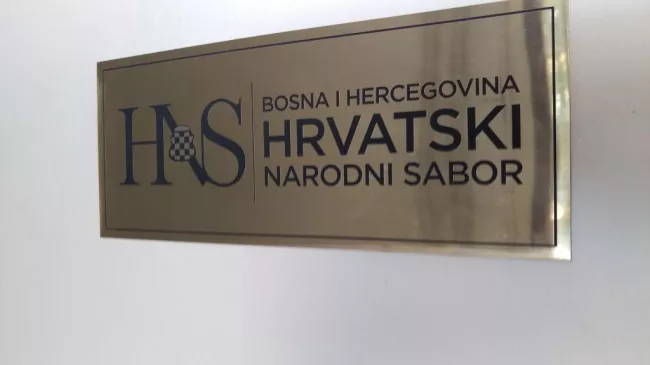 HNS
BOSNA I HERCEGOVINA
HRVATSKI
NARODNI SABOR